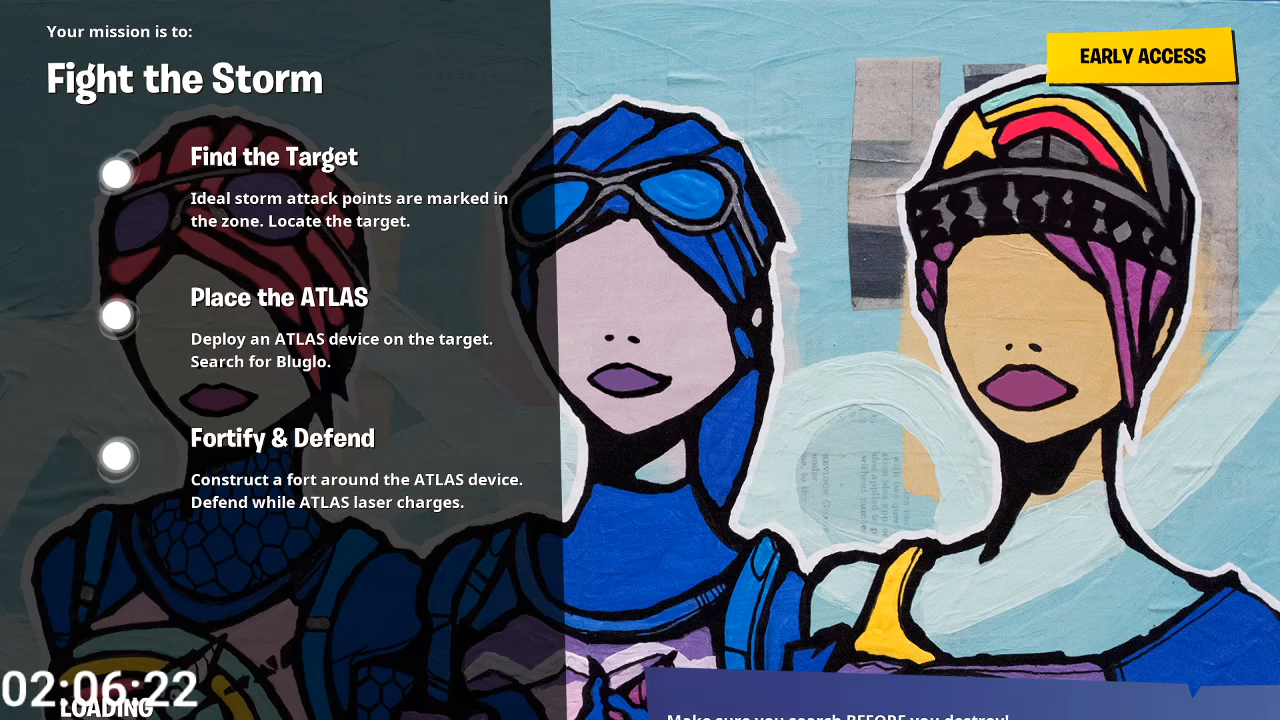 Your mission is to:
Fight the Storm
EARLY ACCESS
Find the Target
Ideal storm attack points are marked in
the zone. Locate the target.
Place the ATLAS
Deploy an ATLAS device on the target.
Search for Bluglo.
Fortify & Defend
Construct a fort around the ATLAS device.
Defend while ATLAS laser charges.
02:06:22
LOADING
Make sure you search BEFORE you destroy!